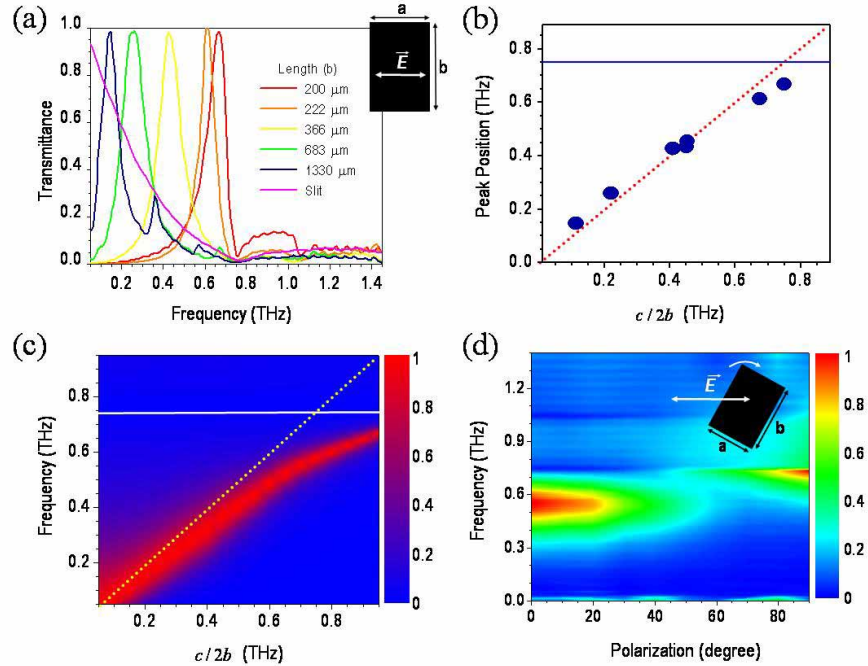 (a)
Transmittance
1.0
0.8
0.6
0.4
0.2
0.0
0.2 0.4 0.6 0.8 1.0 1.2 1.4
Frequency (THz)
Length (b)
200 μm
222 μm
366 μm
683 μm
1330 μm
Slit
a
b
E
(b)
Peak Position (THz)
0.8
0.6
0.4
0.2
0.0
0.2 0.4 0.6 0.8
c / 2b (THz)
(c)
Frequency (THz)
0.8
0.6
0.4
0.2
0.2 0.4 0.6 0.8
c / 2b (THz)
1
0.8
0.6
0.4
0.2
0
(d)
Frequency (THz)
1.2
0.9
0.6
0.3
0.0
0 20 40 60 80
Polarization (degree)
E
a
b
1
0.8
0.6
0.4
0.2
0